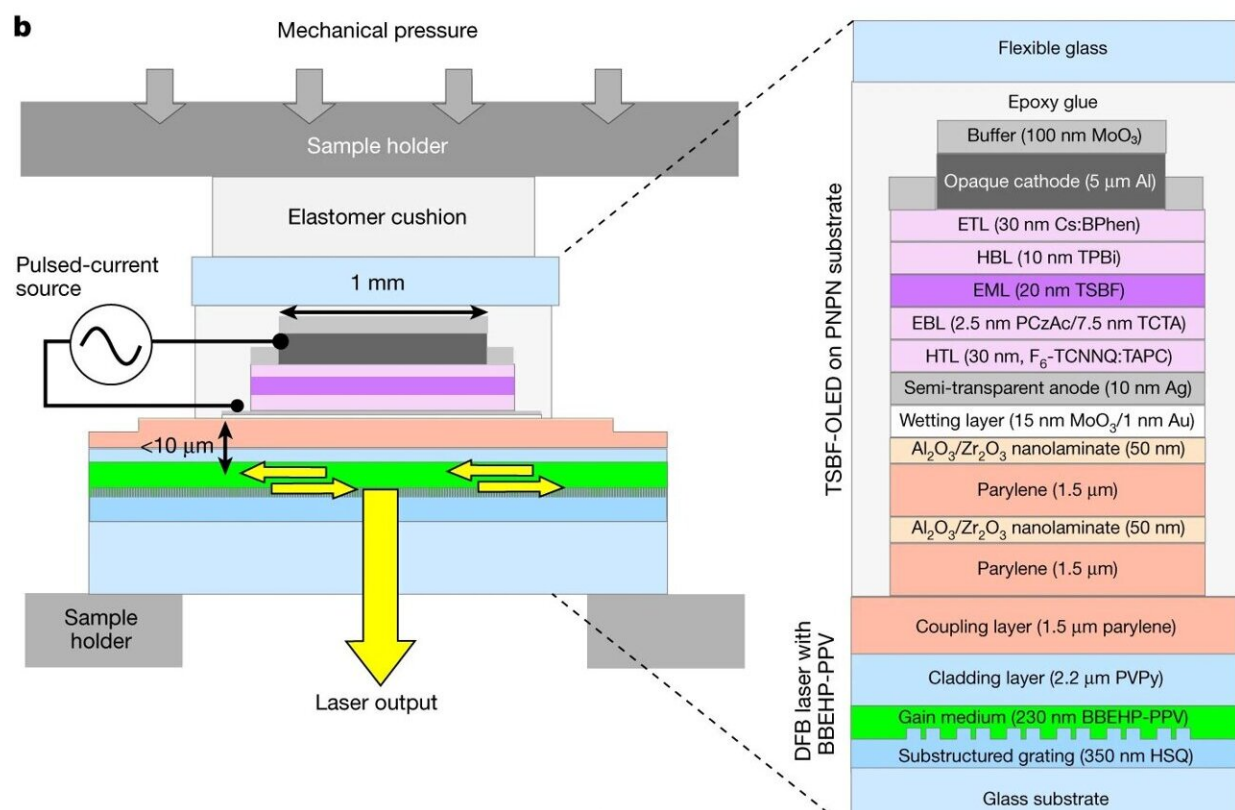 b
Mechanical pressure
Sample holder
Elastomer cushion
Pulsed-current
source
1 mm
<10 μm
Sample
holder
Laser output
TSBF-OLED on PNPN substrate
DFB laser with
BBEHP-PPV
Flexible glass
Epoxy glue
Buffer (100 nm MoO₃)
Opaque cathode (5 μm Al)
ETL (30 nm Cs:BPhen)
HBL (10 nm TPBi)
EML (20 nm TSBF)
EBL (2.5 nm PCzAc/7.5 nm TCTA)
HTL (30 nm, F₆-TCNNQ:TAPC)
Semi-transparent anode (10 nm Ag)
Wetting layer (15 nm MoO₃/1 nm Au)
Al₂O₃/Zr₂O₃ nanolaminate (50 nm)
Parylene (1.5 μm)
Al₂O₃/Zr₂O₃ nanolaminate (50 nm)
Parylene (1.5 μm)
Coupling layer (1.5 μm parylene)
Cladding layer (2.2 μm PVPy)
Gain medium (230 nm BBEHP-PPV)
Substructured grating (350 nm HSQ)
Glass substrate